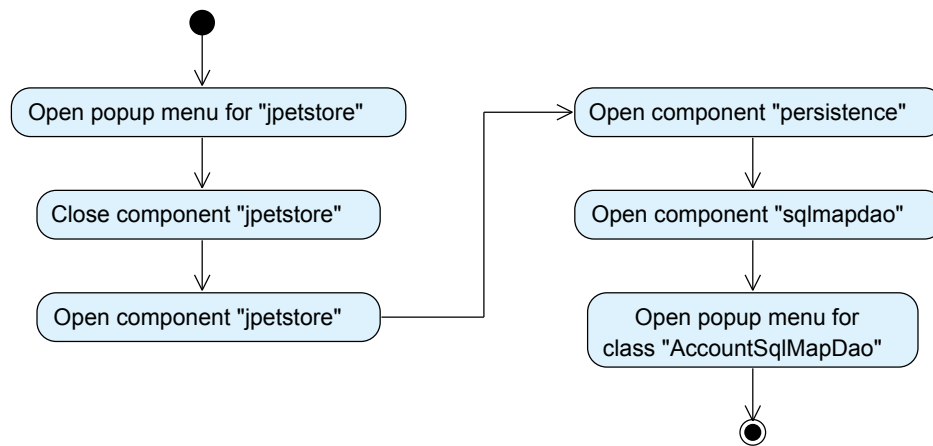 Open popup menu for "jpetstore"
Close component "jpetstore"
Open component "jpetstore"
Open component "persistence"
Open component "sqlmapdao"
Open popup menu for
class "AccountSqlMapDao"